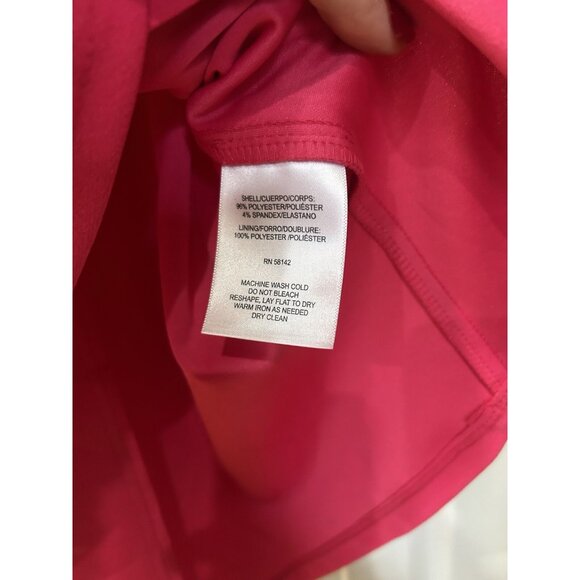 SHELL/CUERPO/CORPS:
96% POLYESTER/POLIÉSTER
4% SPANDEX/ELASTANO
LINING/FORRO/DOUBLURE:
100% POLYESTER /POLIÉSTER
RN 58142
MACHINE WASH COLD
DO NOT BLEACH
RESHAPE, LAY FLAT TO DRY
WARM IRON AS NEEDED
DRY CLEAN